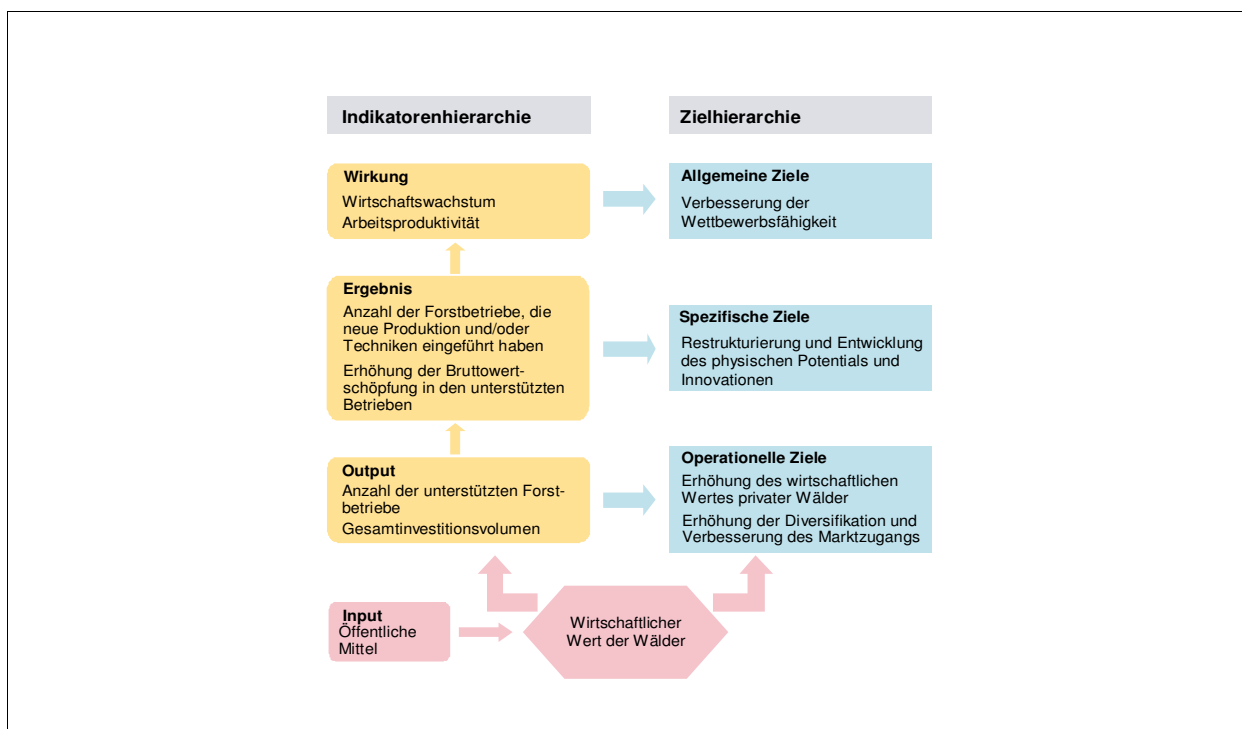 Indikatorenhierarchie
Zielhierarchie
Wirkung
Wirtschaftswachstum
Arbeitsproduktivität
Allgemeine Ziele
Verbesserung der
Wettbewerbsfähigkeit
Ergebnis
Anzahl der Forstbetriebe, die
neue Produktion und/oder
Techniken eingeführt haben
Erhöhung der Bruttowert-
schöpfung in den unterstützten
Betrieben
Spezifische Ziele
Restrukturierung und Entwicklung
des physischen Potentials und
Innovationen
Output
Anzahl der unterstützten Forst-
betriebe
Gesamtinvestitionsvolumen
Operationelle Ziele
Erhöhung des wirtschaftlichen
Wertes privater Wälder
Erhöhung der Diversifikation und
Verbesserung des Marktzugangs
Input
Öffentliche
Mittel
Wirtschaftlicher
Wert der Wälder